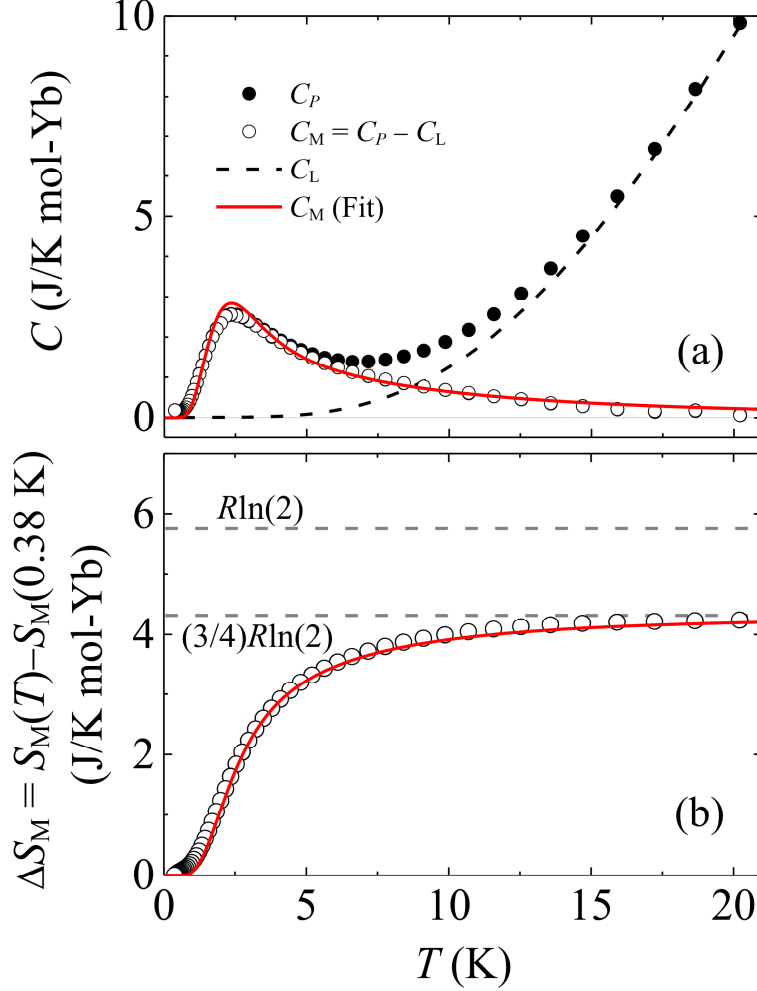 10
5
0
C (J/K mol-Yb)
C_P
C_M = C_P − C_L
C_L
C_M (Fit)
(a)
6
4
2
0
ΔS_M = S_M(T)−S_M(0.38 K)
(J/K mol-Yb)
Rln(2)
(3/4)Rln(2)
(b)
0 5 10 15 20
T (K)